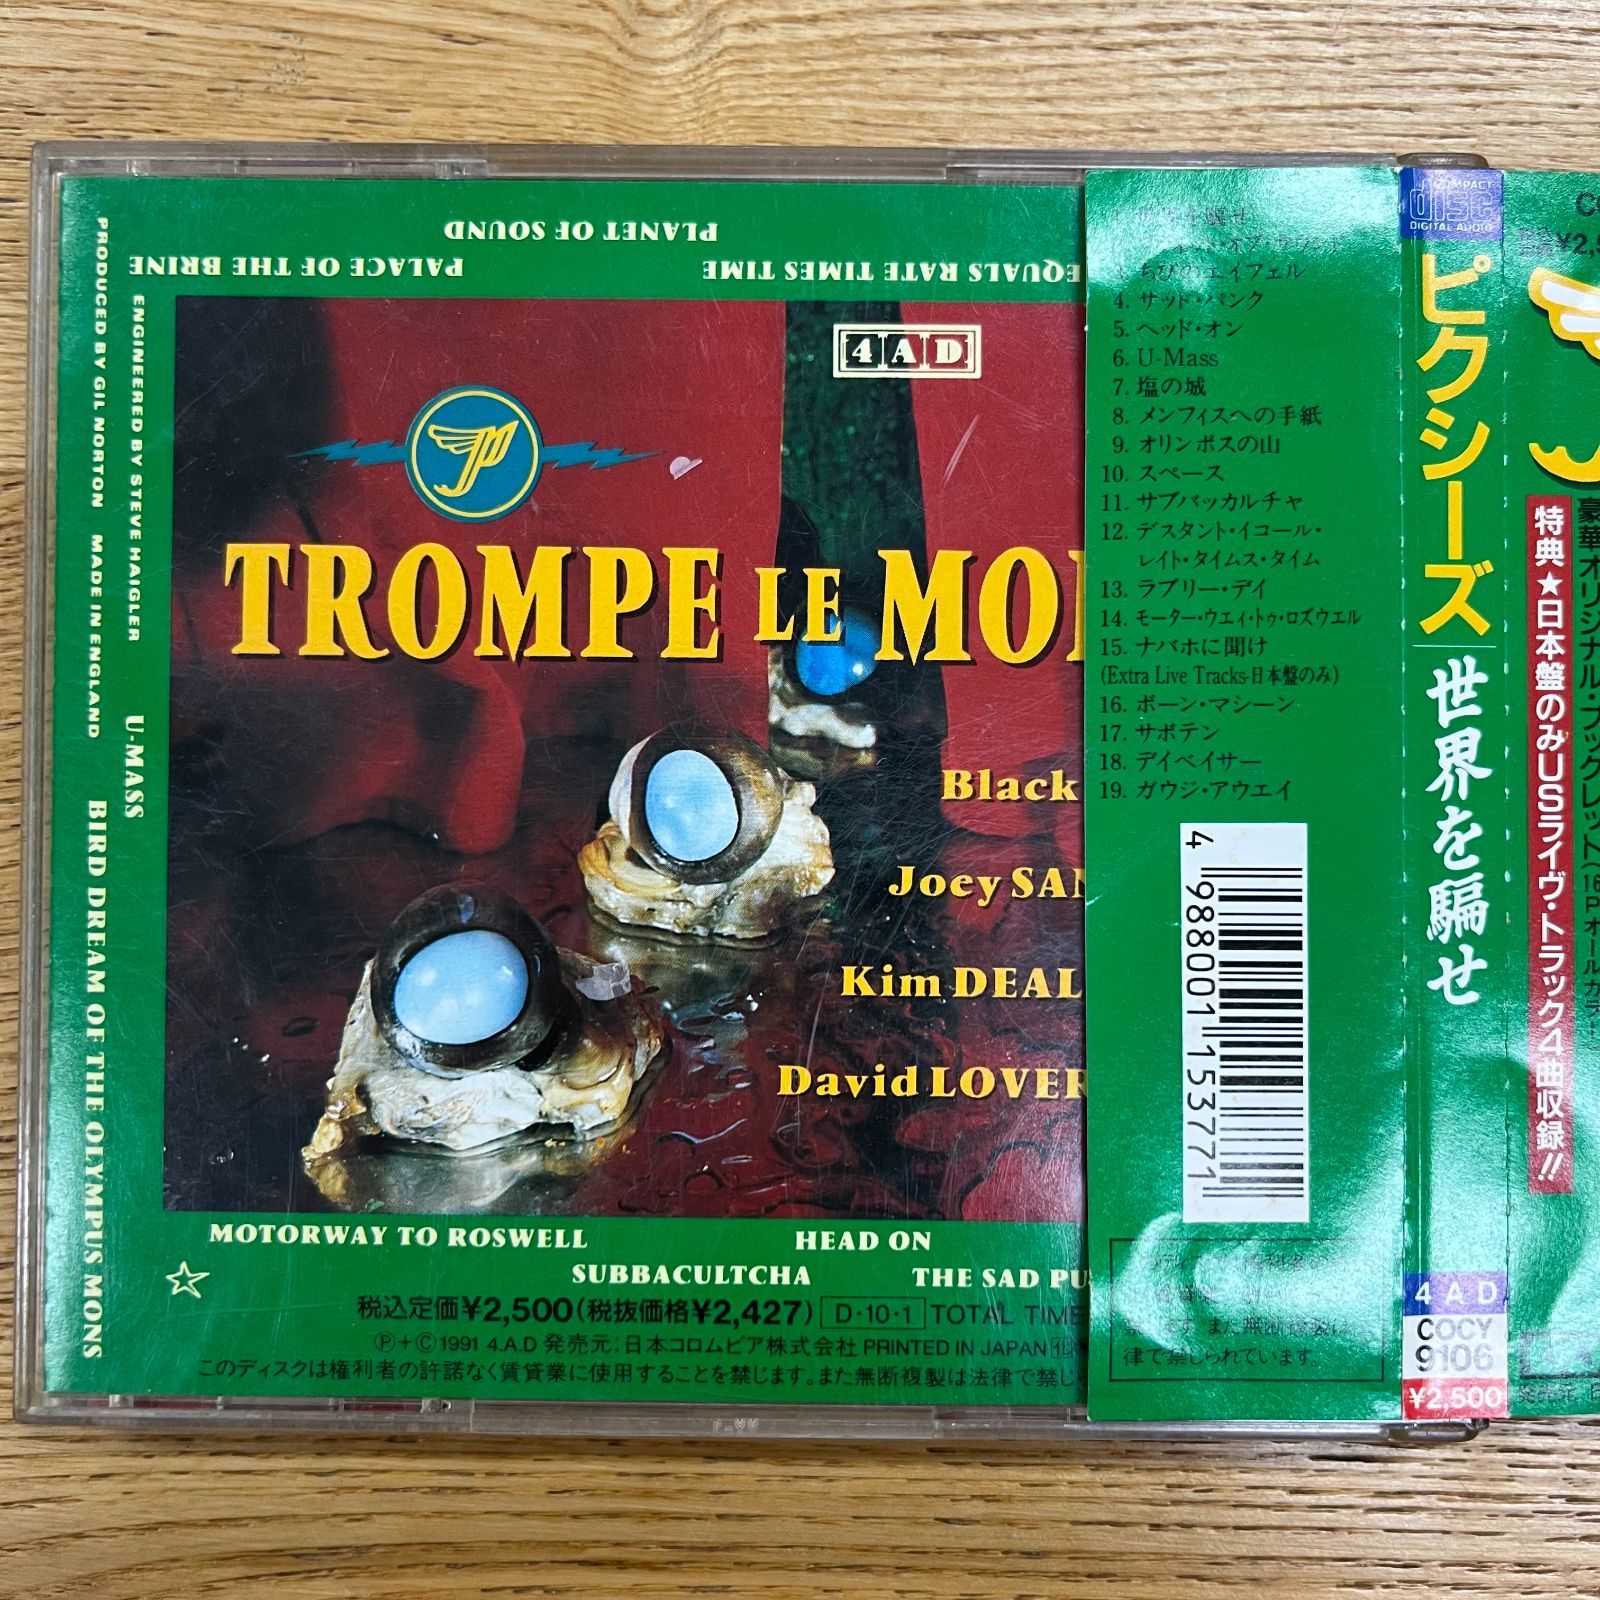 PLANET OF SOUND
PALACE OF THE BRINE
EQUALS RATE TIMES TIME
PRODUCED BY GIL NORTON MADE IN ENGLAND
ENGINEERED BY STEVE HAIGLER
U-MASS
BIRD DREAM OF THE OLYMPUS MONS
4AD
P
TROMPE LE MO
Black
Joey SAN
Kim DEAL
David LOVER
MOTORWAY TO ROSWELL
HEAD ON
SUBBACULTCHA
THE SAD PU
税込定価¥2,500(税抜価格¥2,427) D・10・1 TOTAL TIME
Ⓟ+Ⓒ1991 4.A.D 発売元:日本コロムビア株式会社 PRINTED IN JAPAN
このディスクは権利者の許諾なく賃貸業に使用することを禁じます。また無断複製は法律で禁じ
4. サッド・パンク
5. ヘッド・オン
6. U-Mass
7. 塩の城
8. メンフィスへの手紙
9. オリンポスの山
10. スペース
11. サブバッカルチャ
12. デスタント・イコール・
レイト・タイムス・タイム
13. ラブリー・デイ
14. モーター・ウエイ・トゥ・ロズウエル
15. ナバホに聞け
(Extra Live Tracks-日本盤のみ)
16. ボーン・マシーン
17. サボテン
18. デイベイサー
19. ガウジ・アウエイ
4 988001 153771
律で禁じられています。
COMPACT
disc
DIGITAL AUDIO
ピクシーズ
世界を騙せ
4 A D
COCY
9106
¥2,500
特典★日本盤のみUSライヴ・トラック4曲収録!!
豪華オリジナル・ブックレット(16P オールカラー